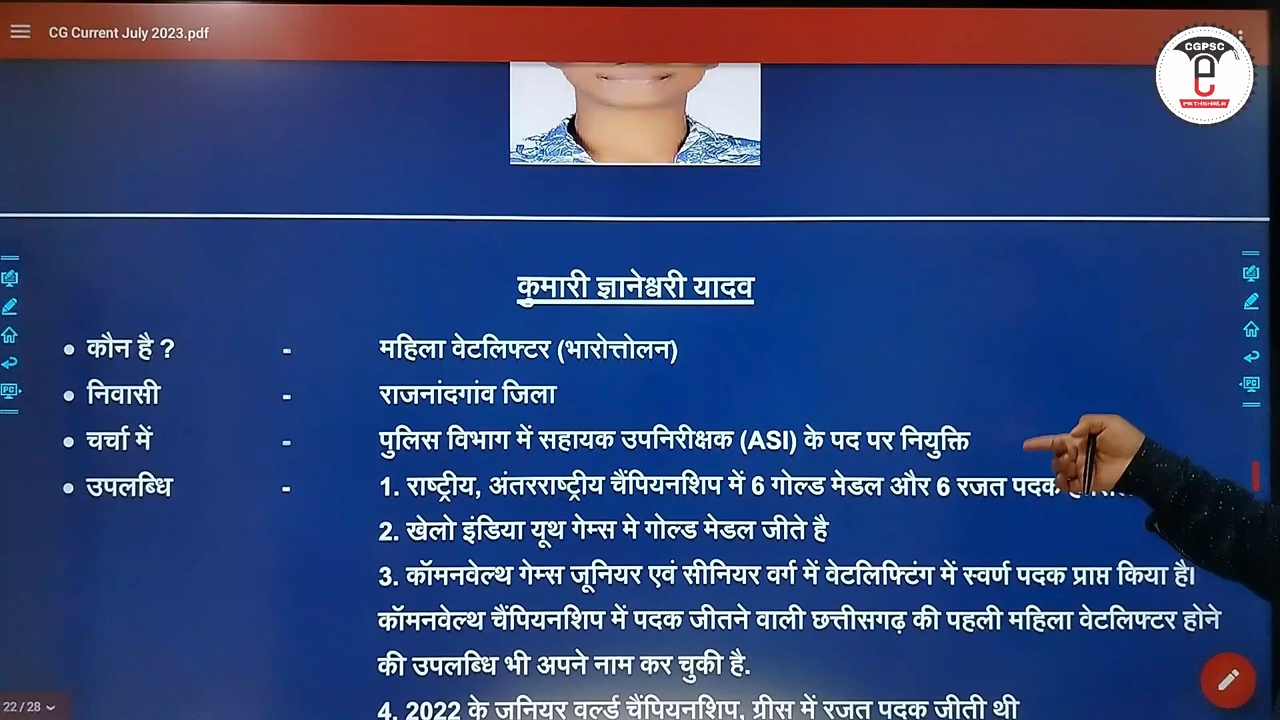 CG Current July 2023.pdf
CGPSC
PATHSHALA
कुमारी ज्ञानेश्वरी यादव
• कौन है ? - महिला वेटलिफ्टर (भारोत्तोलन)
• निवासी - राजनांदगांव जिला
• चर्चा में - पुलिस विभाग में सहायक उपनिरीक्षक (ASI) के पद पर नियुक्ति
• उपलब्धि - 1. राष्ट्रीय, अंतरराष्ट्रीय चैंपियनशिप में 6 गोल्ड मेडल और 6 रजत पदक
2. खेलो इंडिया यूथ गेम्स मे गोल्ड मेडल जीते है
3. कॉमनवेल्थ गेम्स जूनियर एवं सीनियर वर्ग में वेटलिफ्टिंग में स्वर्ण पदक प्राप्त किया है।
कॉमनवेल्थ चैंपियनशिप में पदक जीतने वाली छत्तीसगढ़ की पहली महिला वेटलिफ्टर होने
की उपलब्धि भी अपने नाम कर चुकी है.
4. 2022 के जूनियर वर्ल्ड चैंपियनशिप, ग्रीस में रजत पदक जीती थी
22 / 28
PC
PC